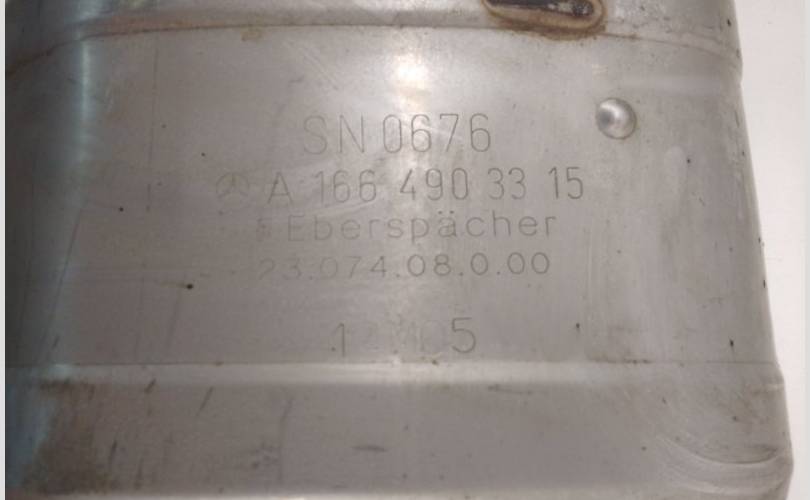 SN 0676
A 166 490 33 15
Eberspächer
23.074.08.0.00